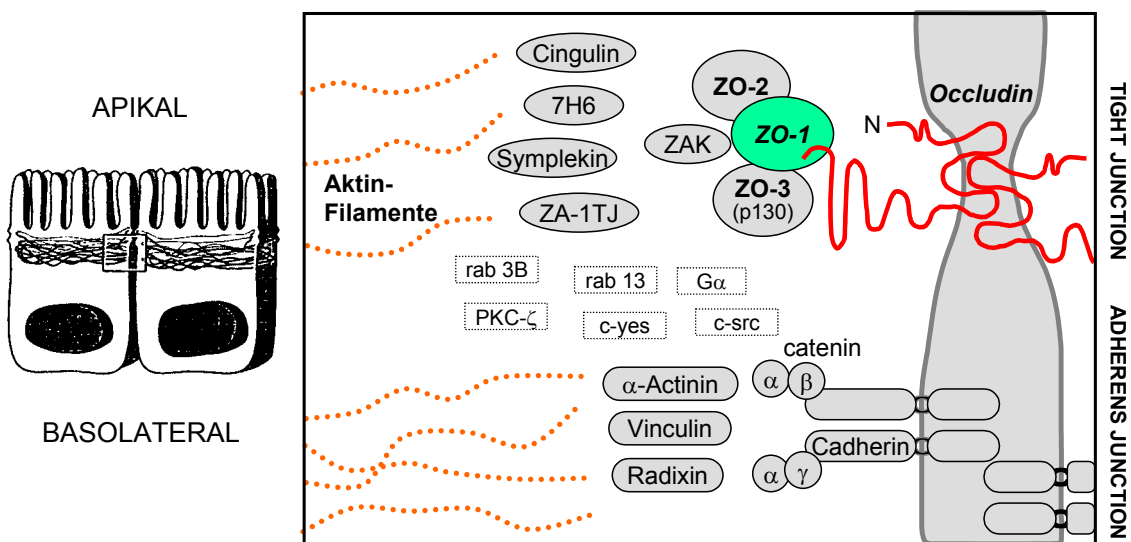 APIKAL
BASOLATERAL
Aktin-
Filamente
Cingulin
7H6
Symplekin
ZA-1TJ
ZO-2
ZO-1
ZAK
ZO-3
(p130)
N
Occludin
rab 3B
rab 13
Gα
PKC-ζ
c-yes
c-src
catenin
α-Actinin
α
β
Vinculin
Cadherin
Radixin
α
γ
TIGHT JUNCTION
ADHERENS JUNCTION